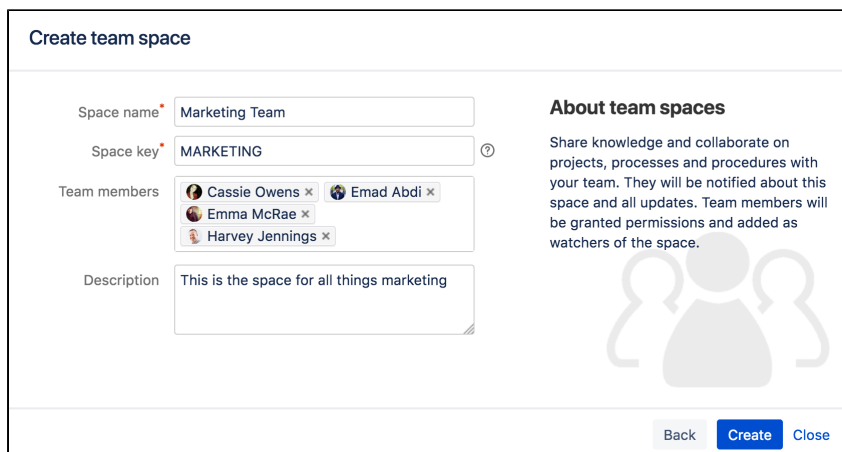 Create team space
Space name*
Marketing Team
Space key*
MARKETING
Team members
Cassie Owens × Emad Abdi ×
Emma McRae ×
Harvey Jennings ×
Description
This is the space for all things marketing
About team spaces
Share knowledge and collaborate on
projects, processes and procedures with
your team. They will be notified about this
space and all updates. Team members will
be granted permissions and added as
watchers of the space.
Back Create Close